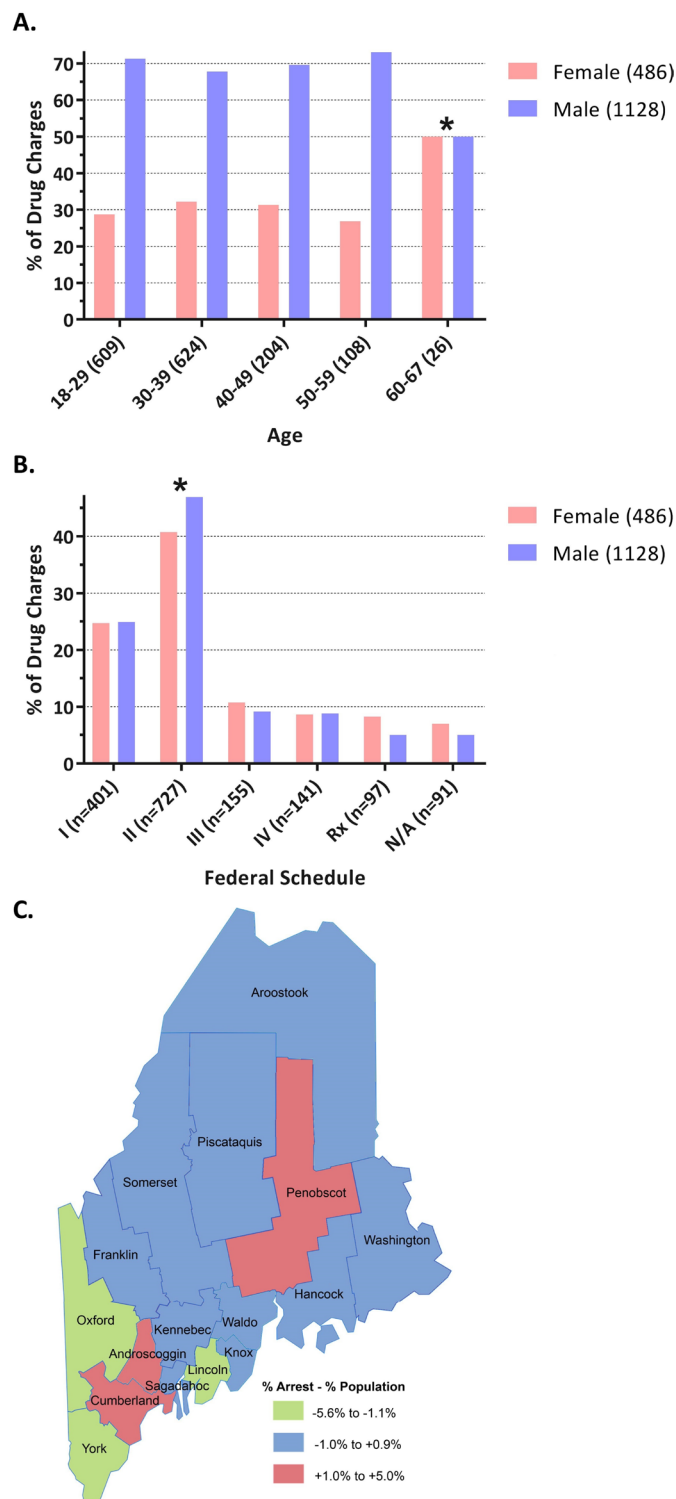 A.
% of Drug Charges
70
60
50
40
30
20
10
0
*
Female (486)
Male (1128)
18-29 (609)
30-39 (624)
40-49 (204)
50-59 (108)
60-67 (26)
Age
B.
% of Drug Charges
40
30
20
10
0
*
Female (486)
Male (1128)
I (n=401)
II (n=727)
III (n=155)
IV (n=141)
Rx (n=97)
N/A (n=91)
Federal Schedule
C.
Aroostook
Piscataquis
Somerset
Penobscot
Washington
Franklin
Hancock
Oxford
Waldo
Kennebec
Androscoggin
Knox
Lincoln
Sagadahoc
Cumberland
York
% Arrest - % Population
-5.6% to -1.1%
-1.0% to +0.9%
+1.0% to +5.0%